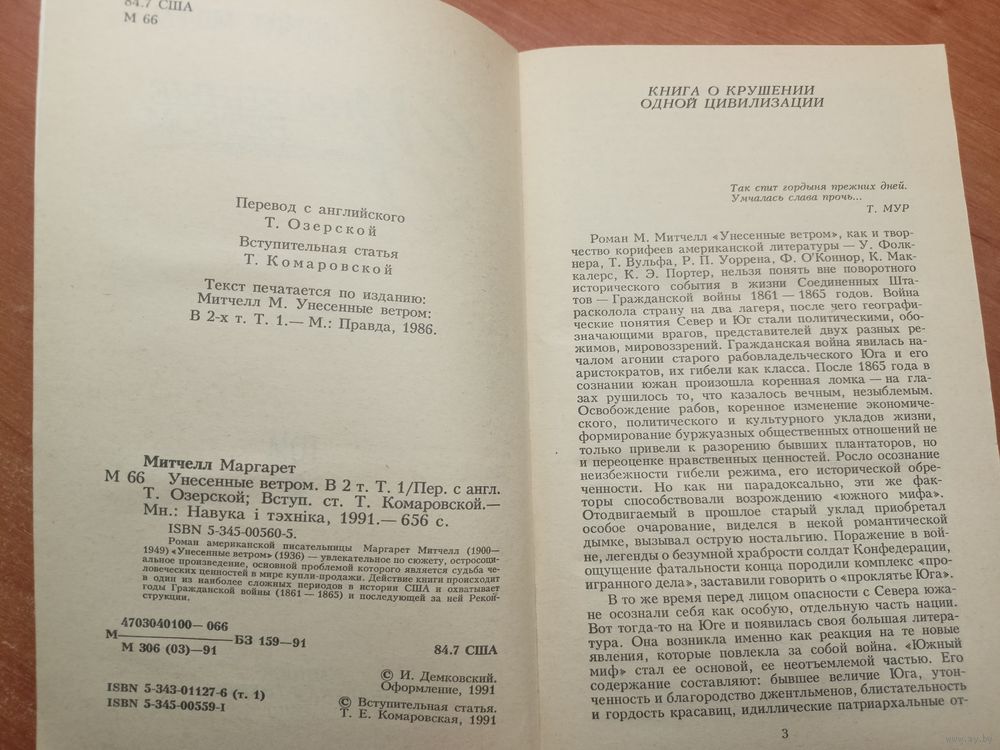 84.7 США
М 66
Перевод с английского
Т. Озерской
Вступительная статья
Т. Комаровской
Текст печатается по изданию:
Митчелл М. Унесенные ветром:
В 2-х т. Т. 1.— М.: Правда, 1986.
Митчелл Маргарет
М 66 Унесенные ветром. В 2 т. Т. 1/Пер. с англ.
Т. Озерской; Вступ. ст. Т. Комаровской.—
Мн.: Навука і тэхніка, 1991.— 656 с.
ISBN 5-345-00560-5.
Роман американской писательницы Маргарет Митчелл (1900—
1949) «Унесенные ветром» (1936) — увлекательное по сюжету, остросоци-
альное произведение, основной проблемой которого является судьба че-
ловеческих ценностей в мире купли-продажи. Действие книги происходит
в один из наиболее сложных периодов в истории США и охватывает
годы Гражданской войны (1861—1865) и последующей за ней Рекон-
струкции.
4703040100—066
М————БЗ 159—91
М 306 (03)—91
84.7 США
ISBN 5-343-01127-6 (т. 1)
ISBN 5-345-00559-I
© И. Демковский.
Оформление, 1991
© Вступительная статья.
Т. Е. Комаровская, 1991
КНИГА О КРУШЕНИИ
ОДНОЙ ЦИВИЛИЗАЦИИ
Так спит гордыня прежних дней.
Умчалась слава прочь...
Т. МУР
Роман М. Митчелл «Унесенные ветром», как и твор-
чество корифеев американской литературы — У. Фолк-
нера, Т. Вулфа, Р. П. Уоррена, Ф. О'Коннор, К. Мак-
каллерс, К. Э. Портер, нельзя понять вне поворотного
исторического события в жизни Соединенных Шта-
тов — Гражданской войны 1861—1865 годов. Война
расколола страну на два лагеря, после чего географи-
ческие понятия Север и Юг стали политическими, обо-
значающими врагов, представителей двух разных ре-
жимов, мировоззрений. Гражданская война явилась на-
чалом агонии старого рабовладельческого Юга и его
аристократов, их гибели как класса. После 1865 года в
сознании южан произошла коренная ломка — на гла-
зах рушилось то, что казалось вечным, незыблемым.
Освобождение рабов, коренное изменение экономиче-
ского, политического и культурного укладов жизни,
формирование буржуазных общественных отношений не
только привели к разорению бывших плантаторов, но
и переоценке нравственных ценностей. Росло осознание
неизбежности гибели режима, его исторической обре-
ченности. Но как ни парадоксально, эти же фак-
торы способствовали возрождению «южного мифа».
Отодвигаемый в прошлое старый уклад приобретал
особое очарование, виделся в некой романтической
дымке, вызывал острую ностальгию. Поражение в вой-
не, легенды о безумной храбрости солдат Конфедерации,
ощущение фатальности конца породили комплекс «про-
игранного дела», заставили говорить о «проклятье Юга».
В то же время перед лицом опасности с Севера южа-
не осознали себя как особую, отдельную часть нации.
Вот тогда-то на Юге и появилась своя большая литера-
тура. Она возникла именно как реакция на те новые
явления, которые повлекла за собой война. «Южный
миф» стал ее основой, ее неотъемлемой частью. Его
содержание составляют: бывшее величие Юга, утон-
ченность и благородство джентльменов, блистательность
и гордость красавиц, идиллические патриархальные от-
3
www.ay.by